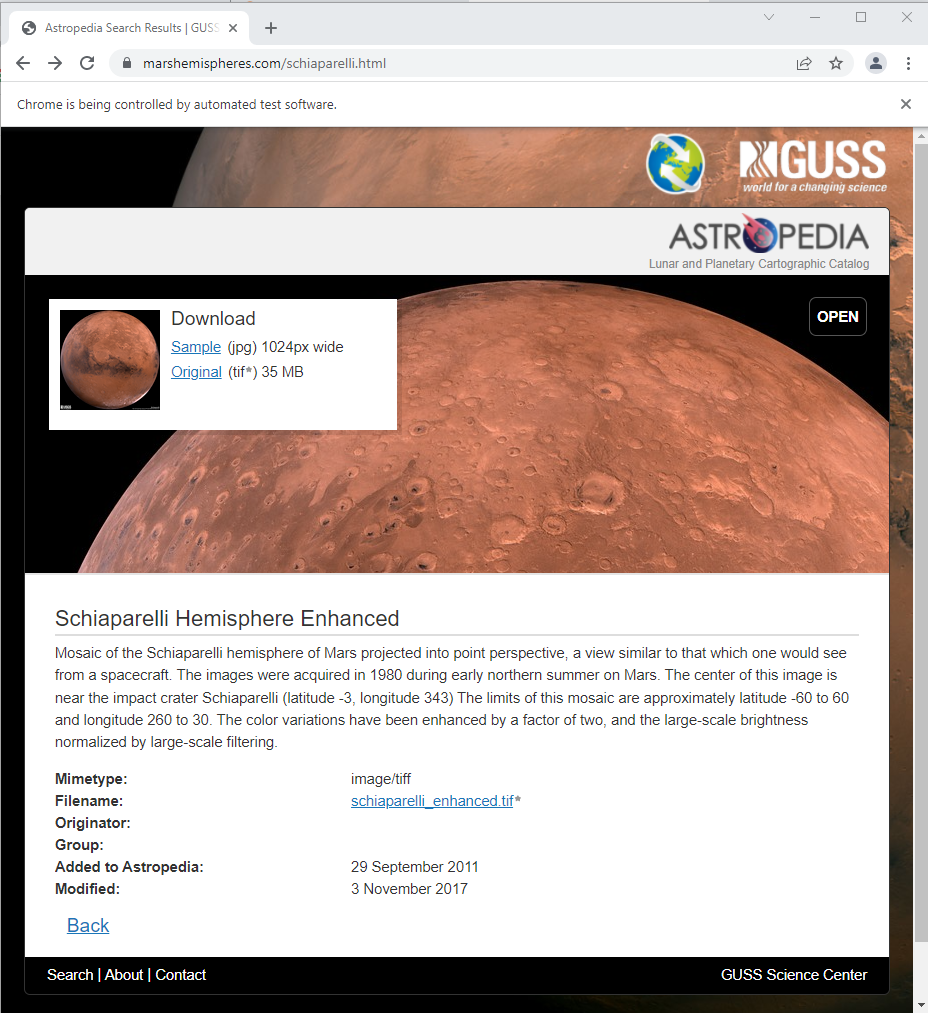 Astropedia Search Results | GUSS
marshemispheres.com/schiaparelli.html
Chrome is being controlled by automated test software.
GUSS
world for a changing science
ASTROPEDIA
Lunar and Planetary Cartographic Catalog
OPEN
Download
Sample (jpg) 1024px wide
Original (tif*) 35 MB
GUSS
Schiaparelli Hemisphere Enhanced
Mosaic of the Schiaparelli hemisphere of Mars projected into point perspective, a view similar to that which one would see
from a spacecraft. The images were acquired in 1980 during early northern summer on Mars. The center of this image is
near the impact crater Schiaparelli (latitude -3, longitude 343) The limits of this mosaic are approximately latitude -60 to 60
and longitude 260 to 30. The color variations have been enhanced by a factor of two, and the large-scale brightness
normalized by large-scale filtering.
Mimetype: image/tiff
Filename: schiaparelli_enhanced.tif*
Originator:
Group:
Added to Astropedia: 29 September 2011
Modified: 3 November 2017
Back
Search | About | Contact GUSS Science Center